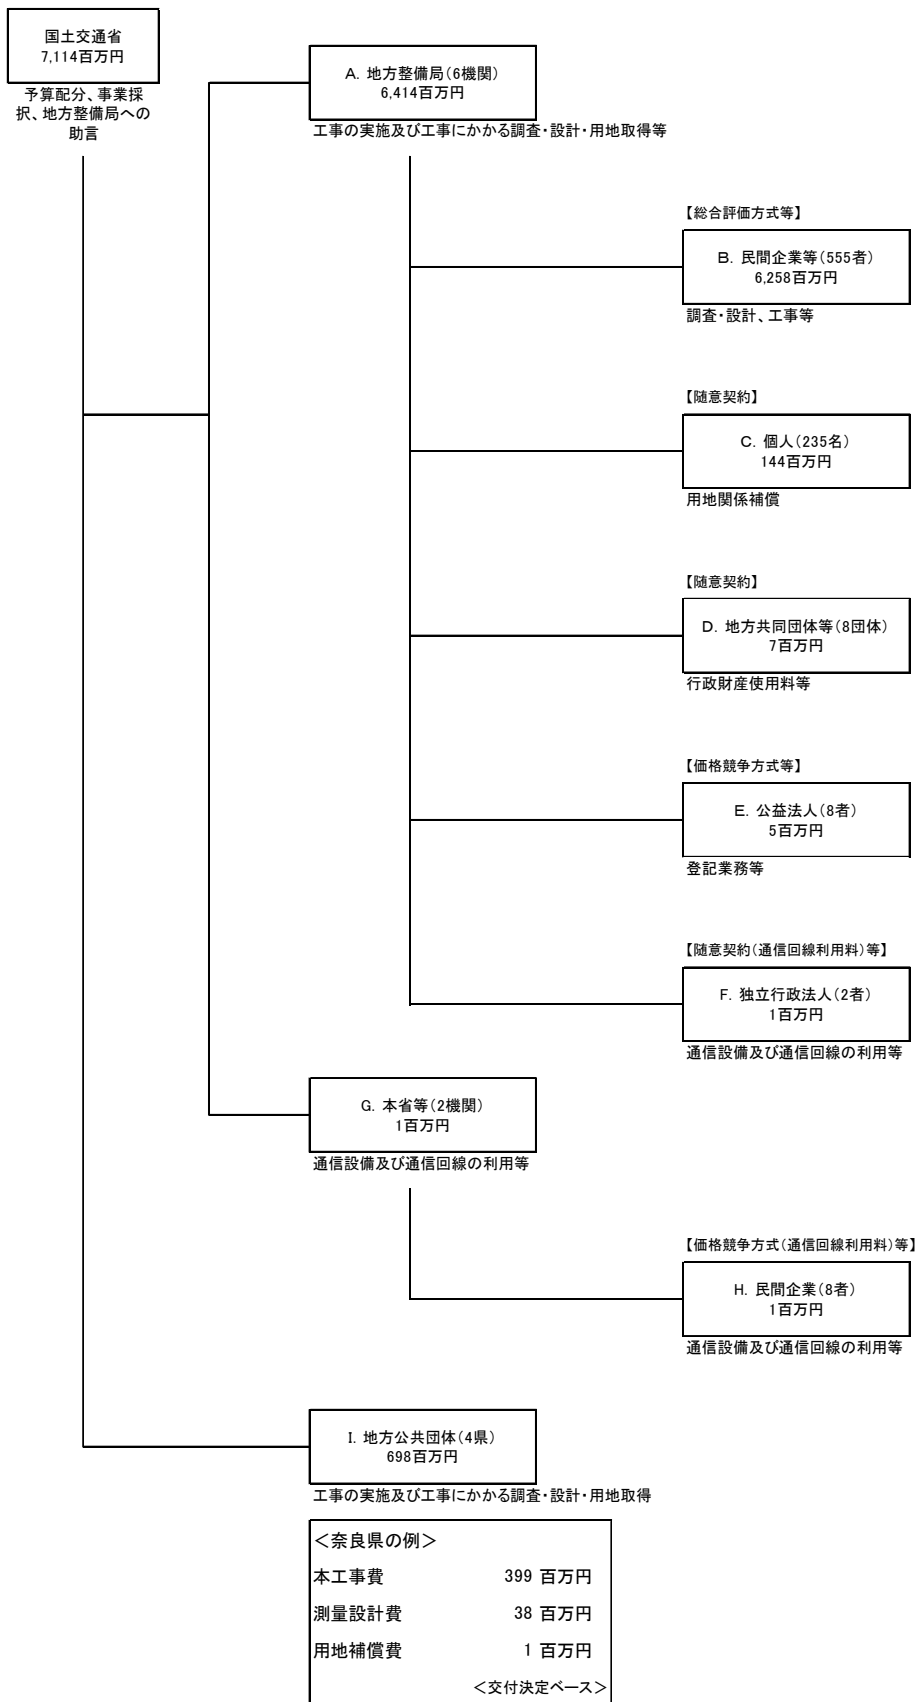 国土交通省
7,114百万円
予算配分、事業採
択、地方整備局への
助言
A. 地方整備局（6機関）
6,414百万円
工事の実施及び工事にかかる調査・設計・用地取得等
【総合評価方式等】
B. 民間企業等（555者）
6,258百万円
調査・設計、工事等
【随意契約】
C. 個人（235名）
144百万円
用地関係補償
【随意契約】
D. 地方共同団体等（8団体）
7百万円
行政財産使用料等
【価格競争方式等】
E. 公益法人（8者）
5百万円
登記業務等
【随意契約（通信回線利用料）等】
F. 独立行政法人（2者）
1百万円
通信設備及び通信回線の利用等
G. 本省等（2機関）
1百万円
通信設備及び通信回線の利用等
【価格競争方式（通信回線利用料）等】
H. 民間企業（8者）
1百万円
通信設備及び通信回線の利用等
I. 地方公共団体（4県）
698百万円
工事の実施及び工事にかかる調査・設計・用地取得
＜奈良県の例＞
本工事費 399 百万円
測量設計費 38 百万円
用地補償費 1 百万円
＜交付決定ベース＞